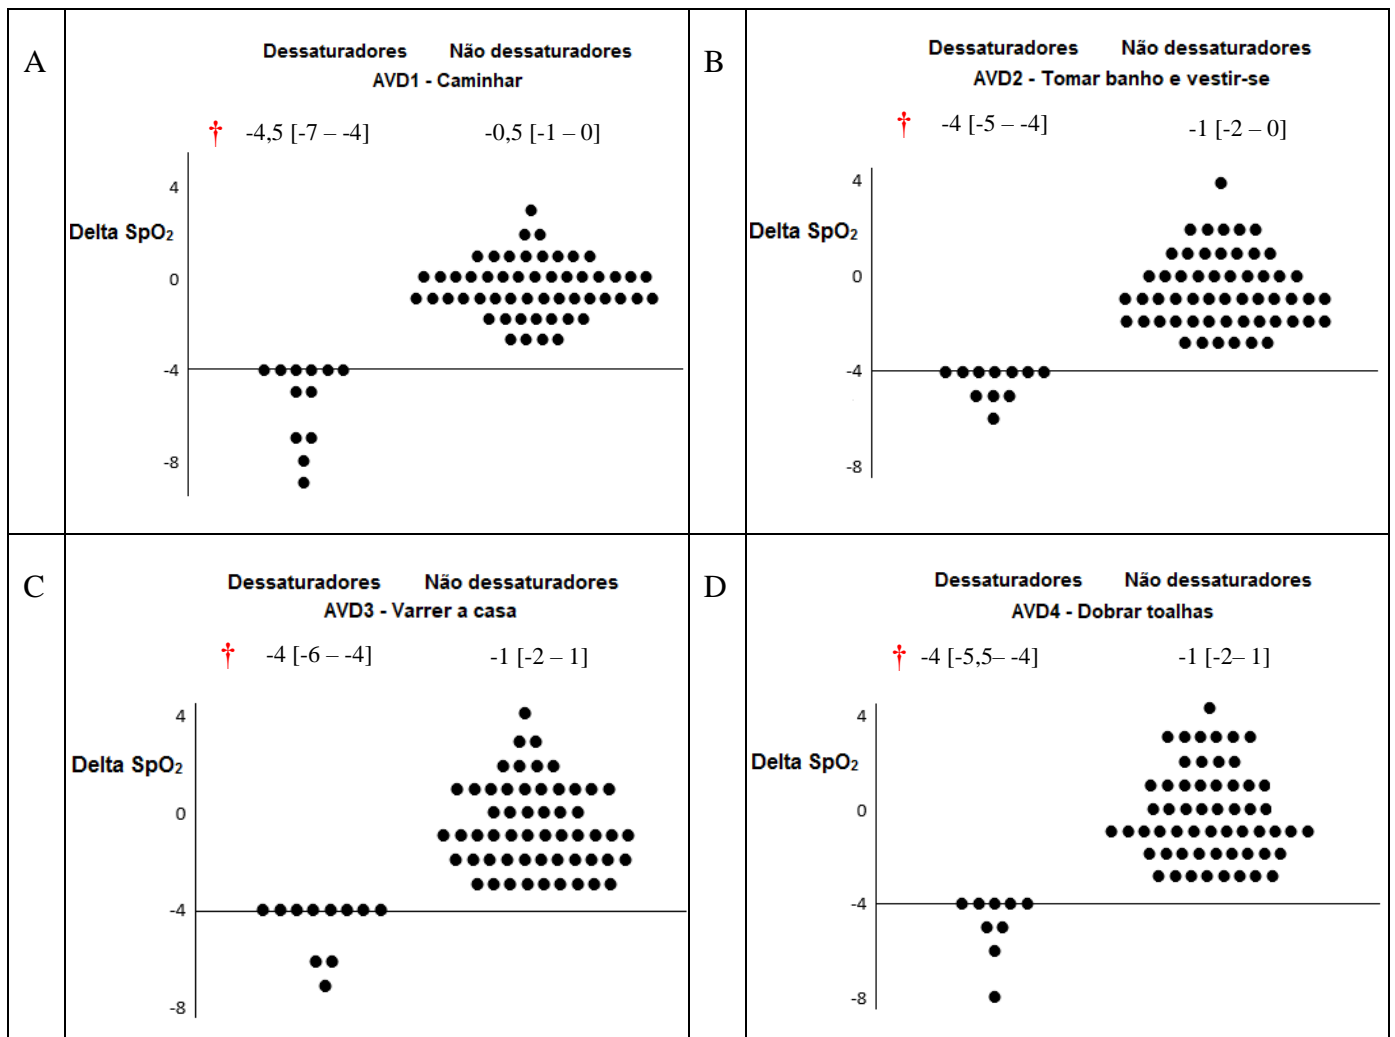 A
Dessaturadores Não dessaturadores
AVD1 - Caminhar
† -4,5 [-7 – -4] -0,5 [-1 – 0]
4
Delta SpO₂
0
-4
-8
B
Dessaturadores Não dessaturadores
AVD2 - Tomar banho e vestir-se
† -4 [-5 – -4] -1 [-2 – 0]
4
Delta SpO₂
0
-4
-8
C
Dessaturadores Não dessaturadores
AVD3 - Varrer a casa
† -4 [-6 – -4] -1 [-2 – 1]
4
Delta SpO₂
0
-4
-8
D
Dessaturadores Não dessaturadores
AVD4 - Dobrar toalhas
† -4 [-5,5– -4] -1 [-2– 1]
4
Delta SpO₂
0
-4
-8